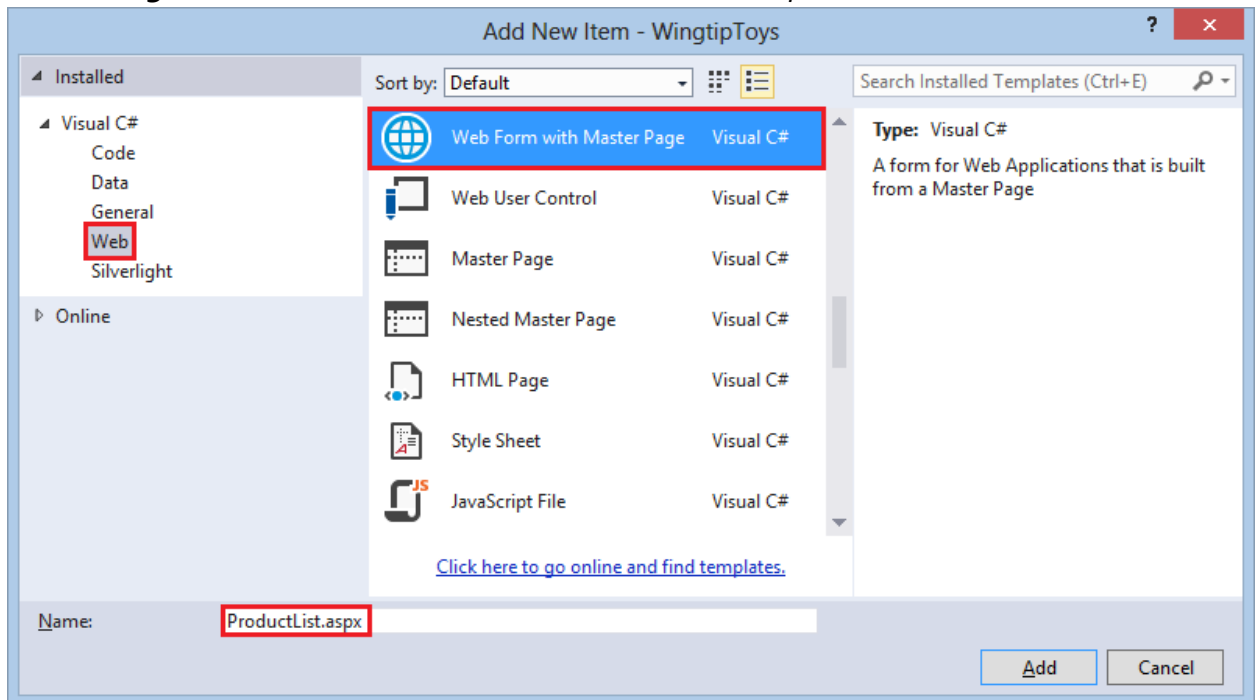 Add New Item - WingtipToys
?
×
Installed
Sort by: Default
Search Installed Templates (Ctrl+E)
Visual C#
Code
Data
General
Web
Silverlight
Online
Web Form with Master Page Visual C#
Web User Control Visual C#
Master Page Visual C#
Nested Master Page Visual C#
HTML Page Visual C#
Style Sheet Visual C#
JS
JavaScript File Visual C#
Click here to go online and find templates.
Type: Visual C#
A form for Web Applications that is built
from a Master Page
Name: ProductList.aspx
Add Cancel